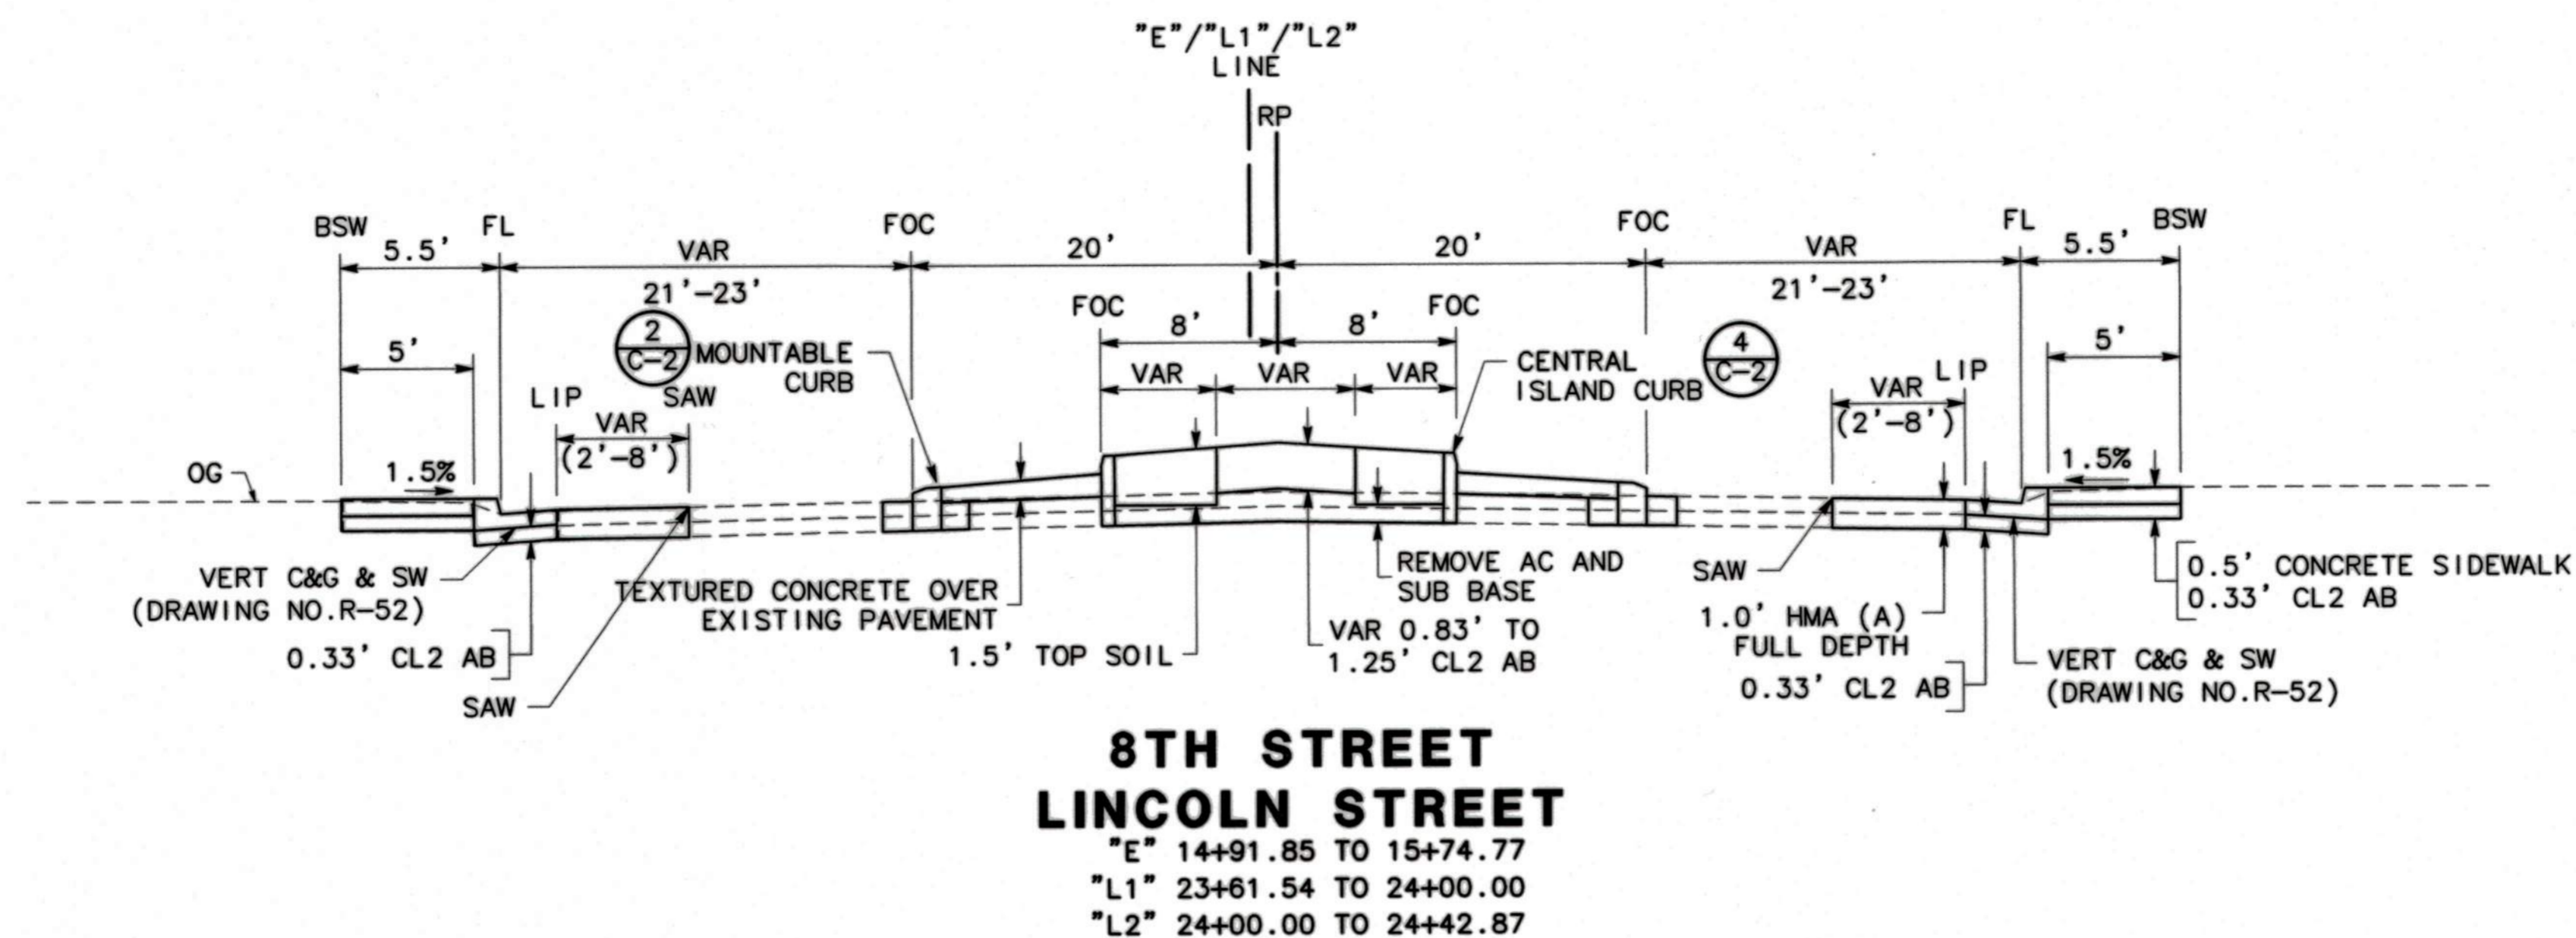 "E"/"L1"/"L2"
LINE
RP
BSW
5.5'
FL
VAR
21'-23'
FOC
20'
20'
FOC
VAR
21'-23'
FL
5.5'
BSW
5'
2
C-2
MOUNTABLE
CURB
FOC
8'
8'
FOC
VAR
VAR
VAR
CENTRAL
ISLAND CURB
4
C-2
5'
LIP
SAW
VAR
(2'-8')
VAR
LIP
(2'-8')
OG
1.5%
1.5%
VERT C&G & SW
(DRAWING NO.R-52)
0.33' CL2 AB
SAW
TEXTURED CONCRETE OVER
EXISTING PAVEMENT
1.5' TOP SOIL
REMOVE AC AND
SUB BASE
VAR 0.83' TO
1.25' CL2 AB
SAW
1.0' HMA (A)
FULL DEPTH
0.33' CL2 AB
VERT C&G & SW
(DRAWING NO.R-52)
0.5' CONCRETE SIDEWALK
0.33' CL2 AB
8TH STREET
LINCOLN STREET
"E" 14+91.85 TO 15+74.77
"L1" 23+61.54 TO 24+00.00
"L2" 24+00.00 TO 24+42.87